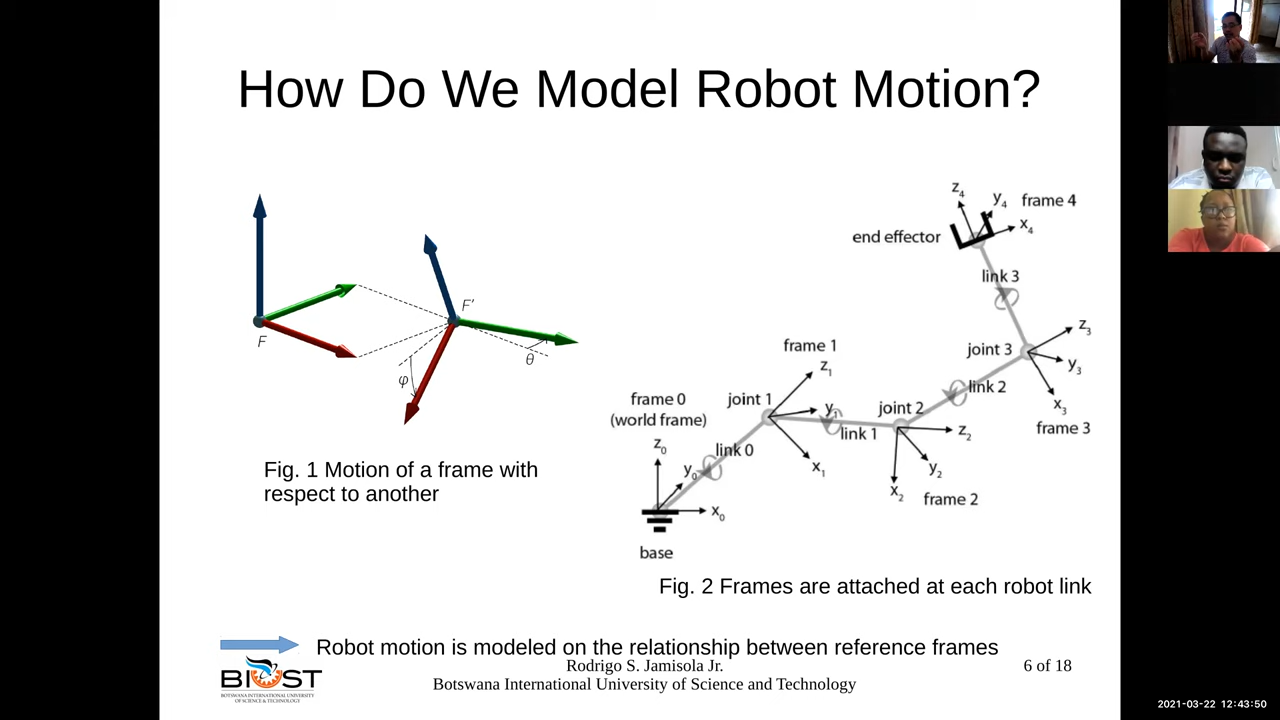 How Do We Model Robot Motion?
F
F'
θ
φ
Fig. 1 Motion of a frame with
respect to another
z4
y4
frame 4
x4
end effector
link 3
z3
joint 3
y3
x3
frame 3
link 2
frame 1
z1
joint 1
y1
x1
link 1
joint 2
z2
y2
x2
frame 2
frame 0
(world frame)
link 0
z0
y0
x0
base
Fig. 2 Frames are attached at each robot link
Robot motion is modeled on the relationship between reference frames
BIUST
BOTSWANA INTERNATIONAL UNIVERSITY
OF SCIENCE & TECHNOLOGY
Rodrigo S. Jamisola Jr.
Botswana International University of Science and Technology
6 of 18
2021-03-22 12:43:50